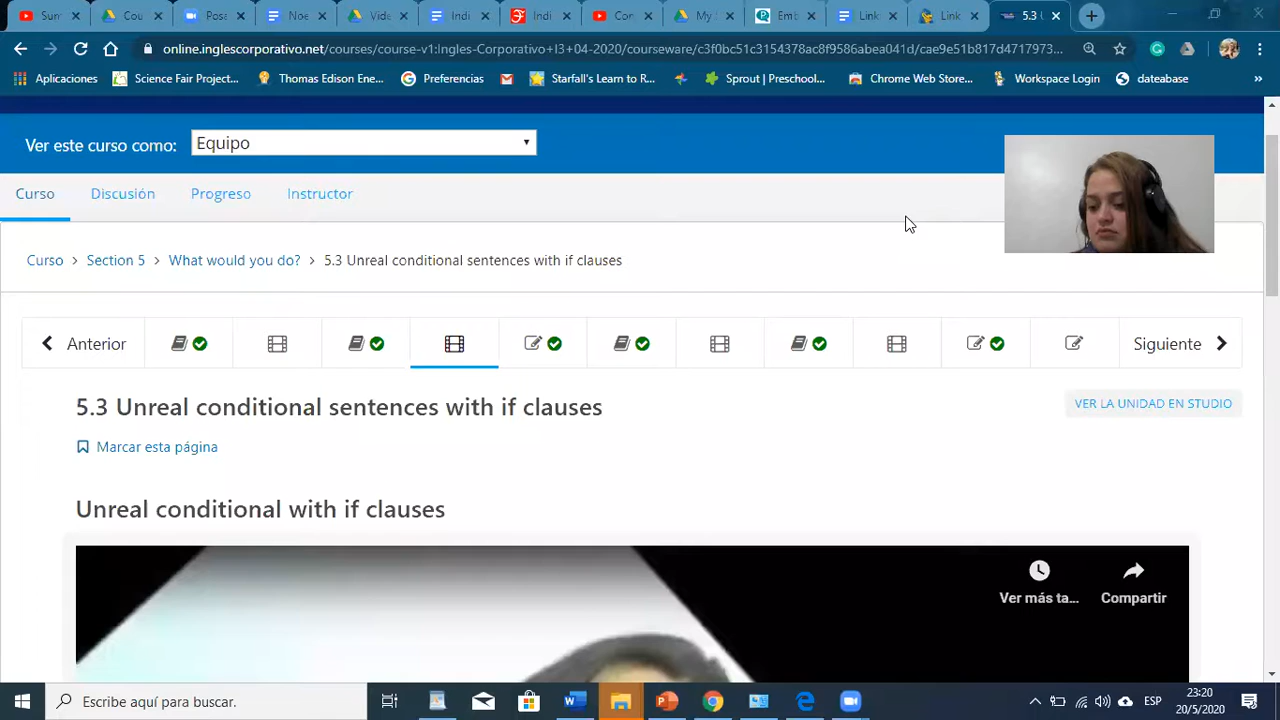 Sun
Cou
Pose
Noe
Vide
Indi
Indi
Con
My S
Emb
Link
Link
5.3 U
online.inglescorporativo.net/courses/course-v1:Ingles-Corporativo+I3+04-2020/courseware/c3f0bc51c3154378ac8f9586abea041d/cae9e51b817d4717973...
Aplicaciones
Science Fair Project...
Thomas Edison Ene...
Preferencias
Starfall's Learn to R...
Sprout | Preschool...
Chrome Web Store...
Workspace Login
dateabase
»
Ver este curso como:
Equipo
Curso
Discusión
Progreso
Instructor
Curso > Section 5 > What would you do? > 5.3 Unreal conditional sentences with if clauses
Anterior
Siguiente
5.3 Unreal conditional sentences with if clauses
VER LA UNIDAD EN STUDIO
Marcar esta página
Unreal conditional with if clauses
Ver más ta...
Compartir
Escribe aquí para buscar.
ESP
23:20
20/5/2020